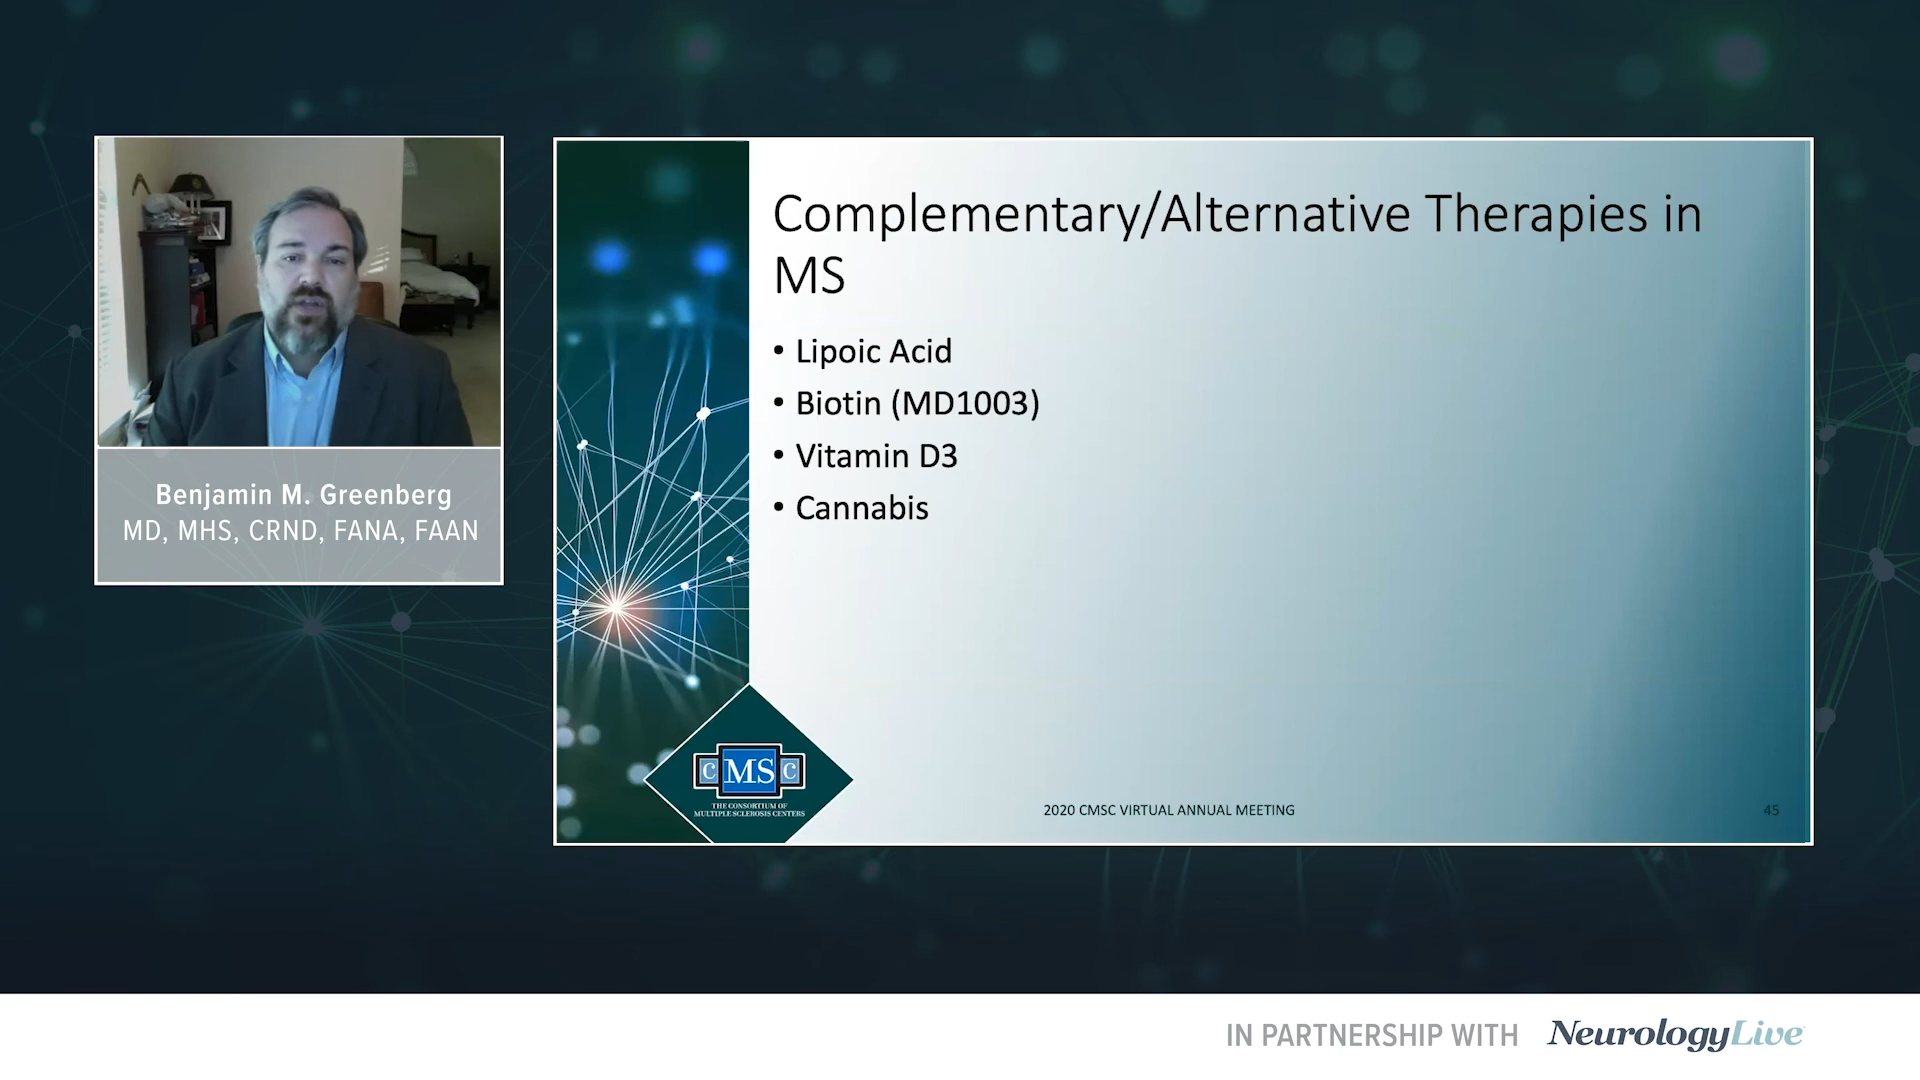 Benjamin M. Greenberg
MD, MHS, CRND, FANA, FAAN
Complementary/Alternative Therapies in
MS
• Lipoic Acid
• Biotin (MD1003)
• Vitamin D3
• Cannabis
C MS C
THE CONSORTIUM OF
MULTIPLE SCLEROSIS CENTERS
2020 CMSC VIRTUAL ANNUAL MEETING
45
IN PARTNERSHIP WITH NeurologyLive